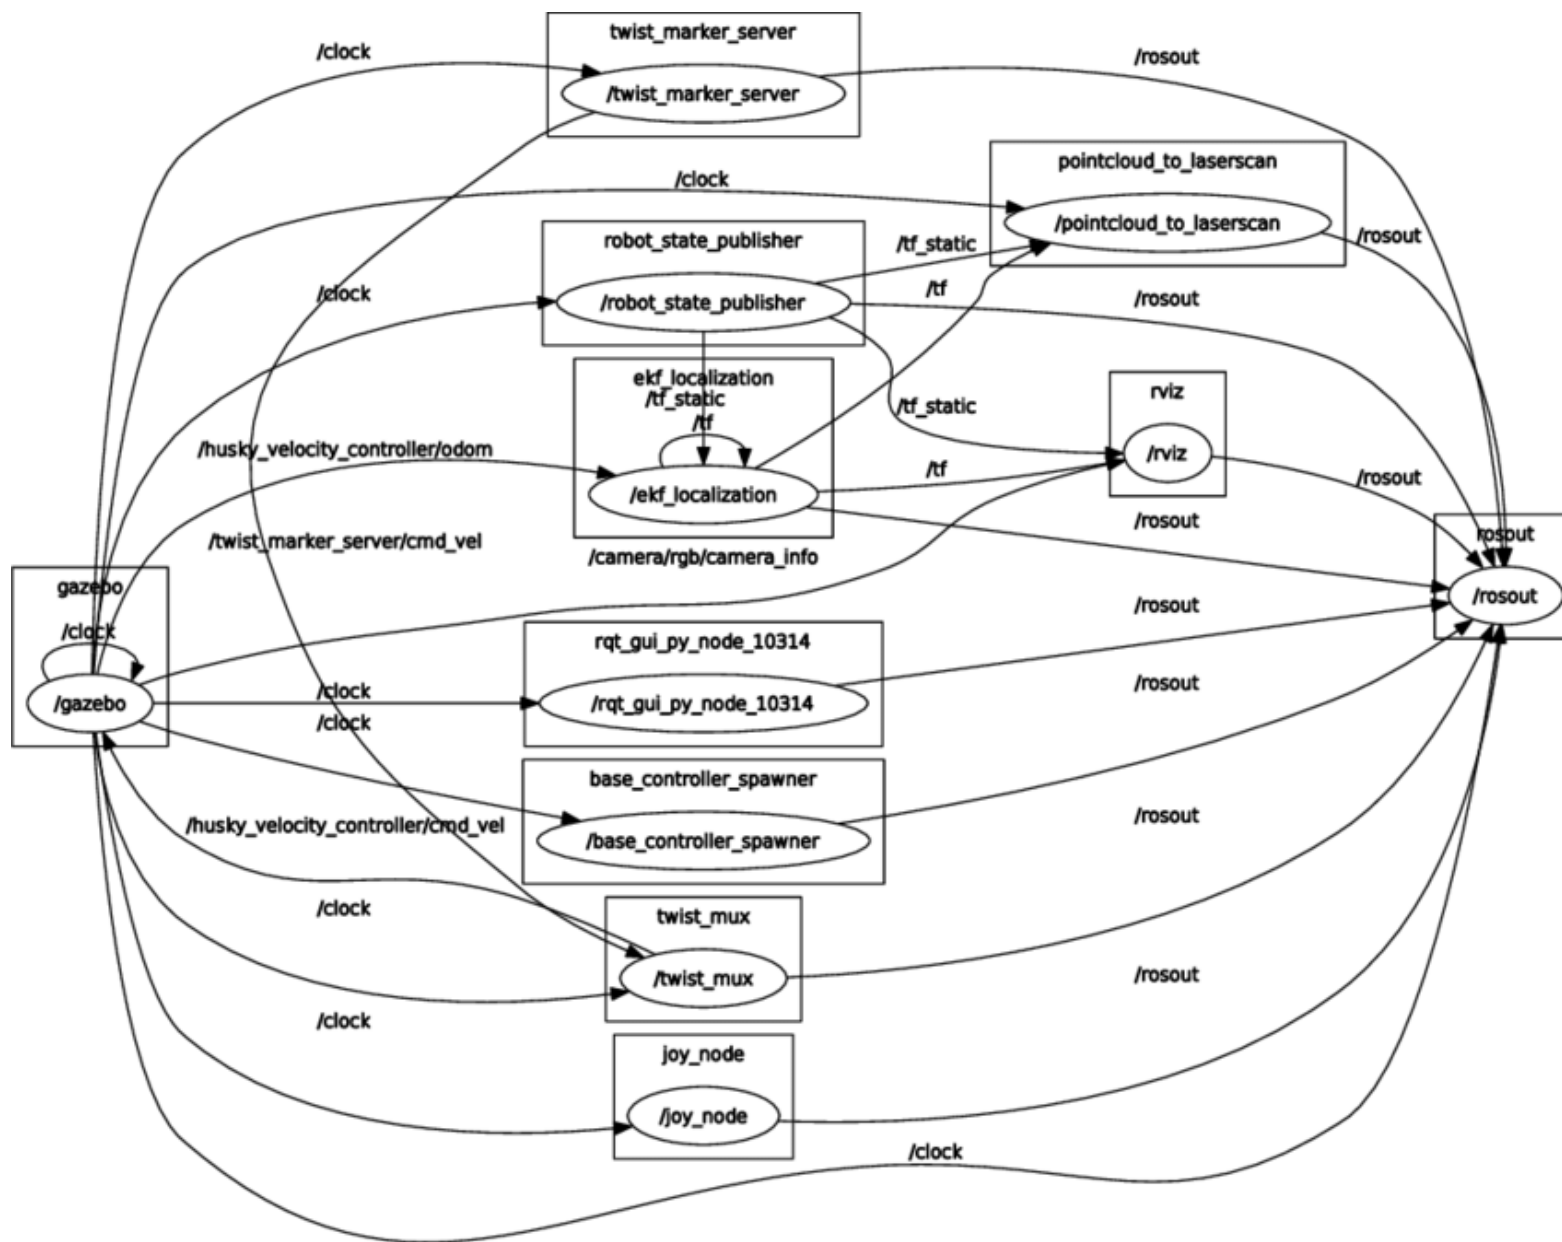 twist_marker_server
/clock
/rosout
/twist_marker_server
pointcloud_to_laserscan
/clock
/pointcloud_to_laserscan
/rosout
robot_state_publisher
/tf_static
/clock
/robot_state_publisher
/tf
/rosout
ekf_localization
/tf_static
/tf
rviz
/tf_static
/husky_velocity_controller/odom
/rviz
/tf
/rosout
/ekf_localization
/rosout
/twist_marker_server/cmd_vel
/camera/rgb/camera_info
rosout
gazebo
/rosout
/rosout
/clock
rqt_gui_py_node_10314
/clock
/gazebo
/rqt_gui_py_node_10314
/rosout
/clock
base_controller_spawner
/husky_velocity_controller/cmd_vel
/base_controller_spawner
/rosout
/clock
twist_mux
/twist_mux
/rosout
/clock
joy_node
/joy_node
/clock